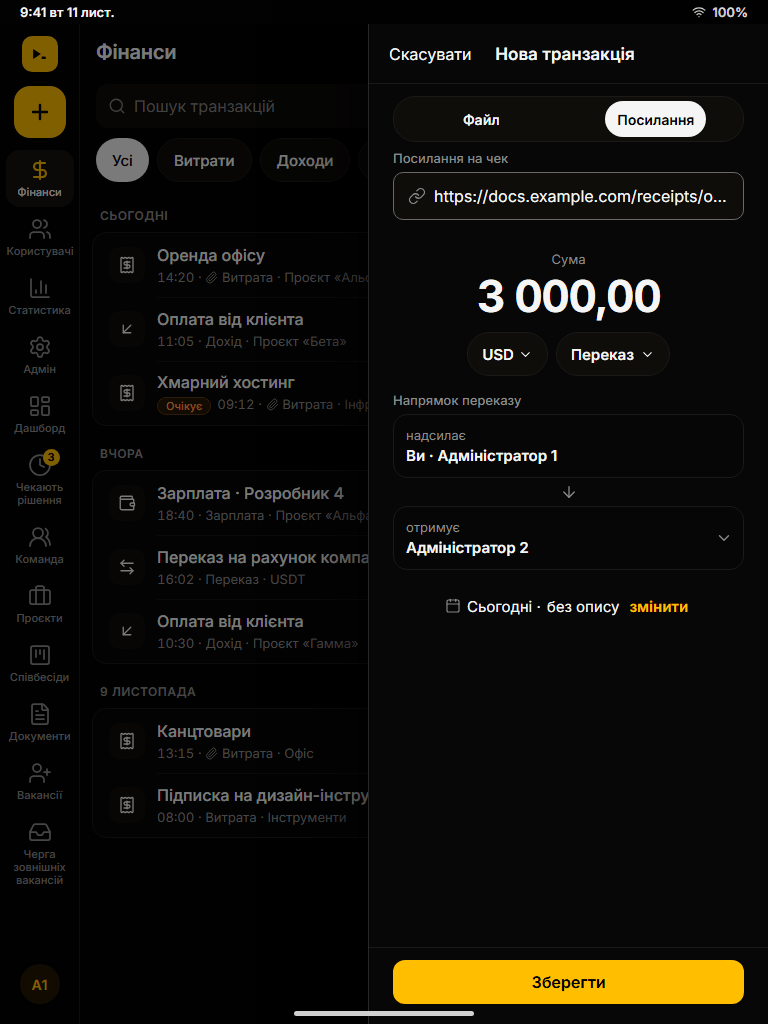 9:41 вт 11 лист.
100%
Фінанси
Користувачі
Статистика
Адмін
Дашборд
3
Чекають
рішення
Команда
Проєкти
Співбесіди
Документи
Вакансії
Черга
зовнішніх
вакансій
A1
Фінанси
Пошук транзакцій
Усі
Витрати
Доходи
СЬОГОДНІ
Оренда офісу
14:20 · Витрата · Проєкт «Альф
Оплата від клієнта
11:05 · Дохід · Проєкт «Бета»
Хмарний хостинг
Очікує 09:12 · Витрата · Інфр
ВЧОРА
Зарплата · Розробник 4
18:40 · Зарплата · Проєкт «Альфа
Переказ на рахунок компа
16:02 · Переказ · USDT
Оплата від клієнта
10:30 · Дохід · Проєкт «Гамма»
9 ЛИСТОПАДА
Канцтовари
13:15 · Витрата · Офіс
Підписка на дизайн-інстру
08:00 · Витрата · Інструменти
Скасувати
Нова транзакція
Файл
Посилання
Посилання на чек
https://docs.example.com/receipts/o...
Сума
3 000,00
USD
Переказ
Напрямок переказу
надсилає
Ви · Адміністратор 1
отримує
Адміністратор 2
Сьогодні · без опису змінити
Зберегти